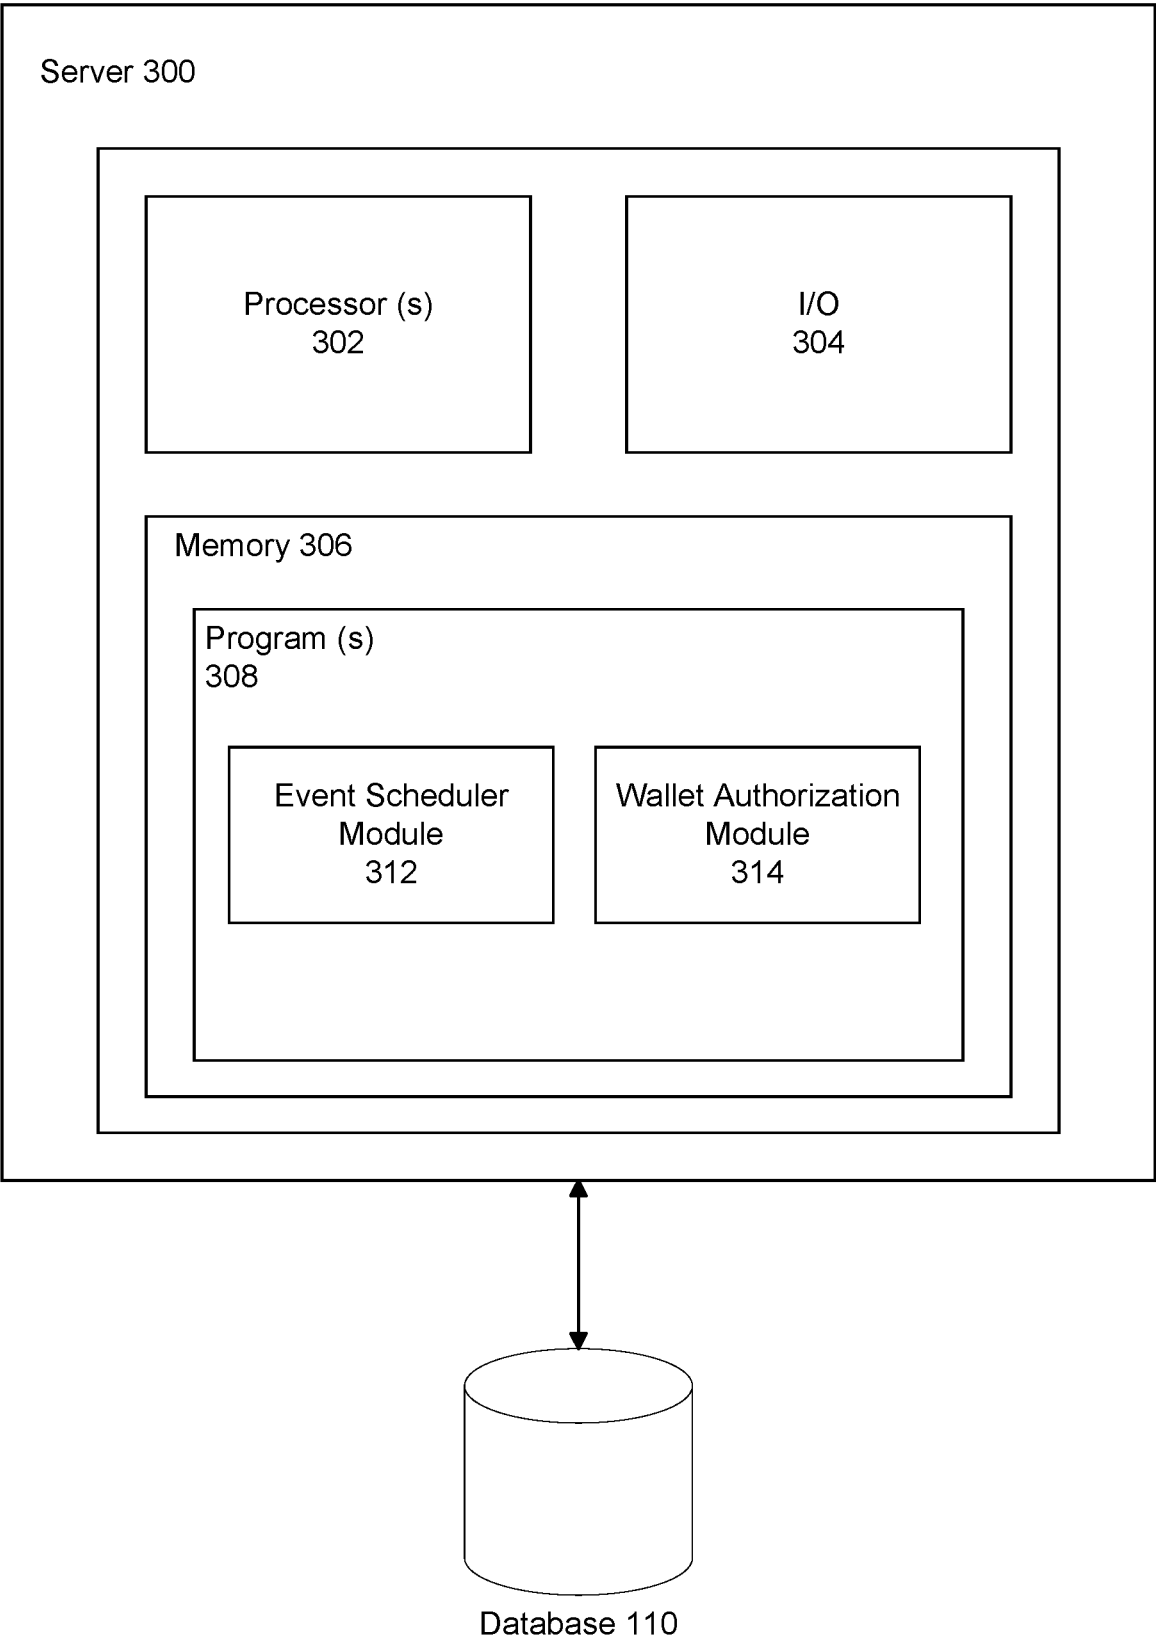 Server 300
Processor (s)
302
I/O
304
Memory 306
Program (s)
308
Event Scheduler
Module
312
Wallet Authorization
Module
314
Database 110